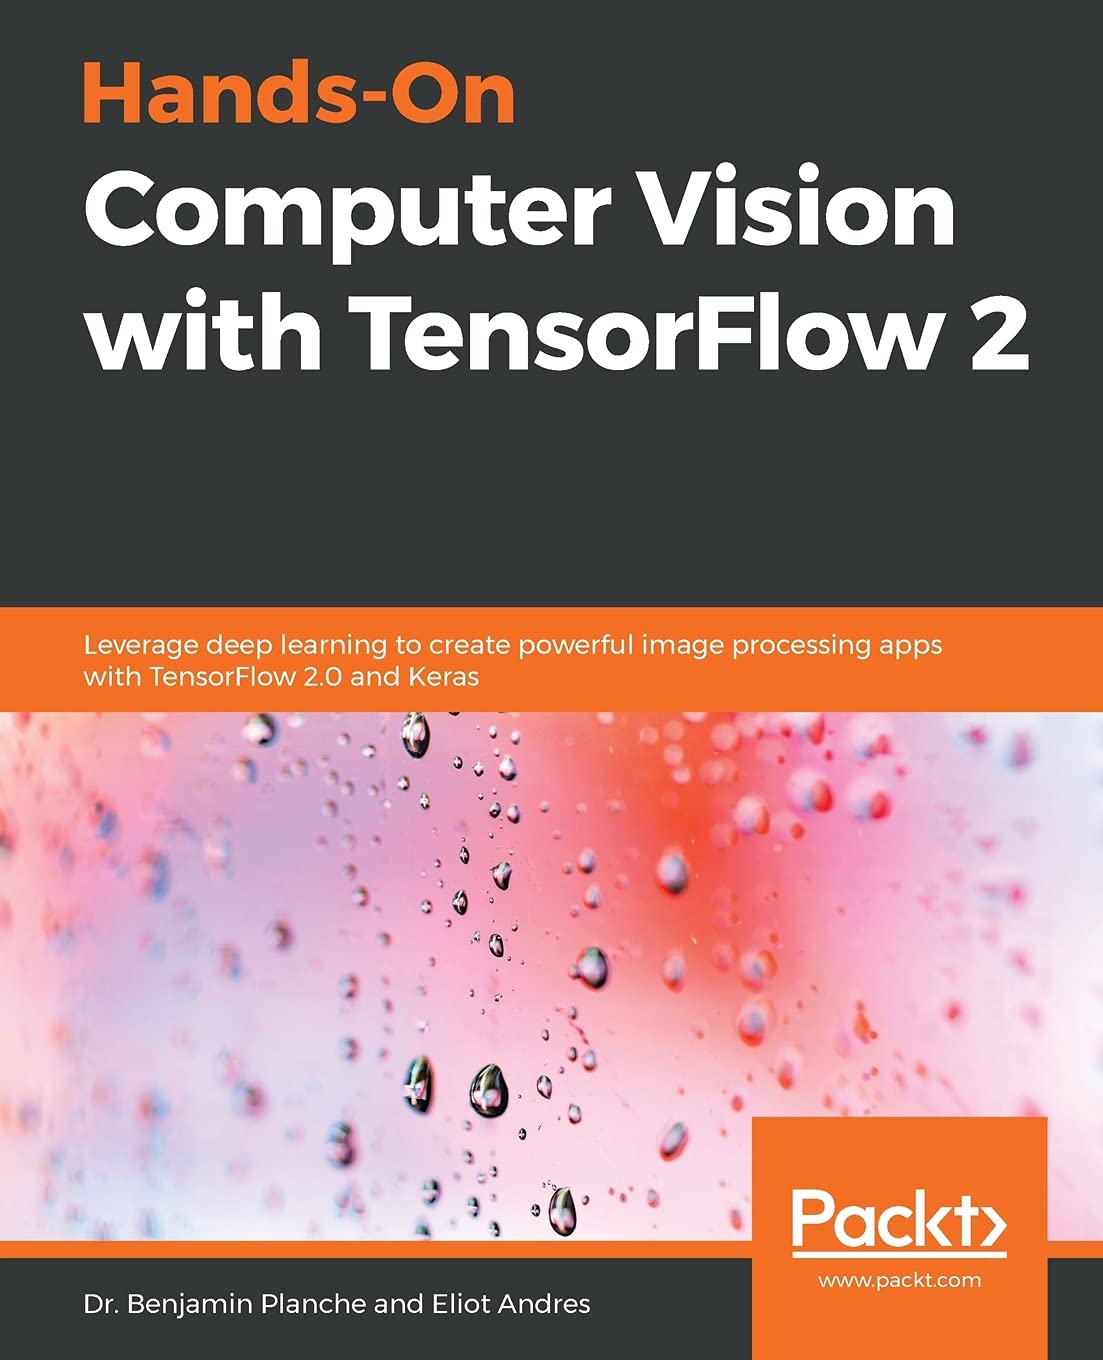 Hands-On
Computer Vision
with TensorFlow 2
Leverage deep learning to create powerful image processing apps
with TensorFlow 2.0 and Keras
Packt>
www.packt.com
Dr. Benjamin Planche and Eliot Andres